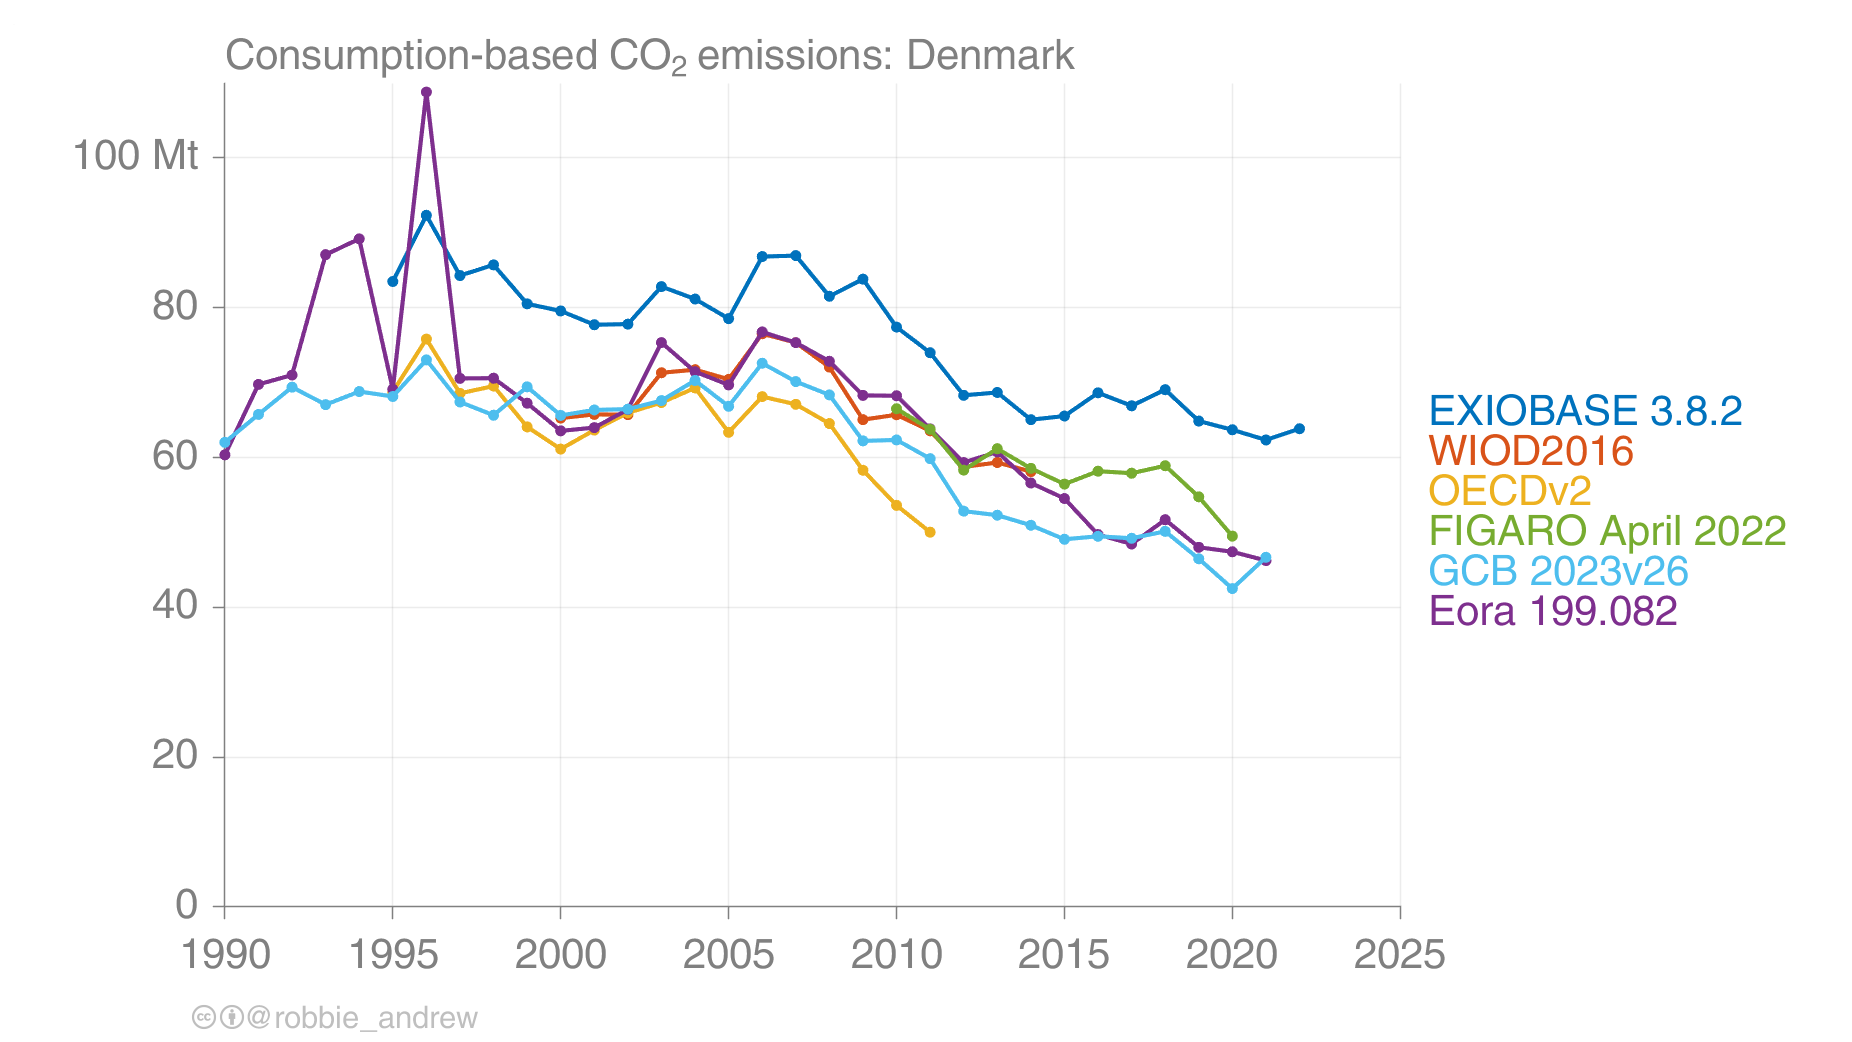 Consumption-based CO₂ emissions: Denmark
100 Mt
80
60
40
20
0
1990 1995 2000 2005 2010 2015 2020 2025
EXIOBASE 3.8.2
WIOD2016
OECDv2
FIGARO April 2022
GCB 2023v26
Eora 199.082
cc @robbie_andrew